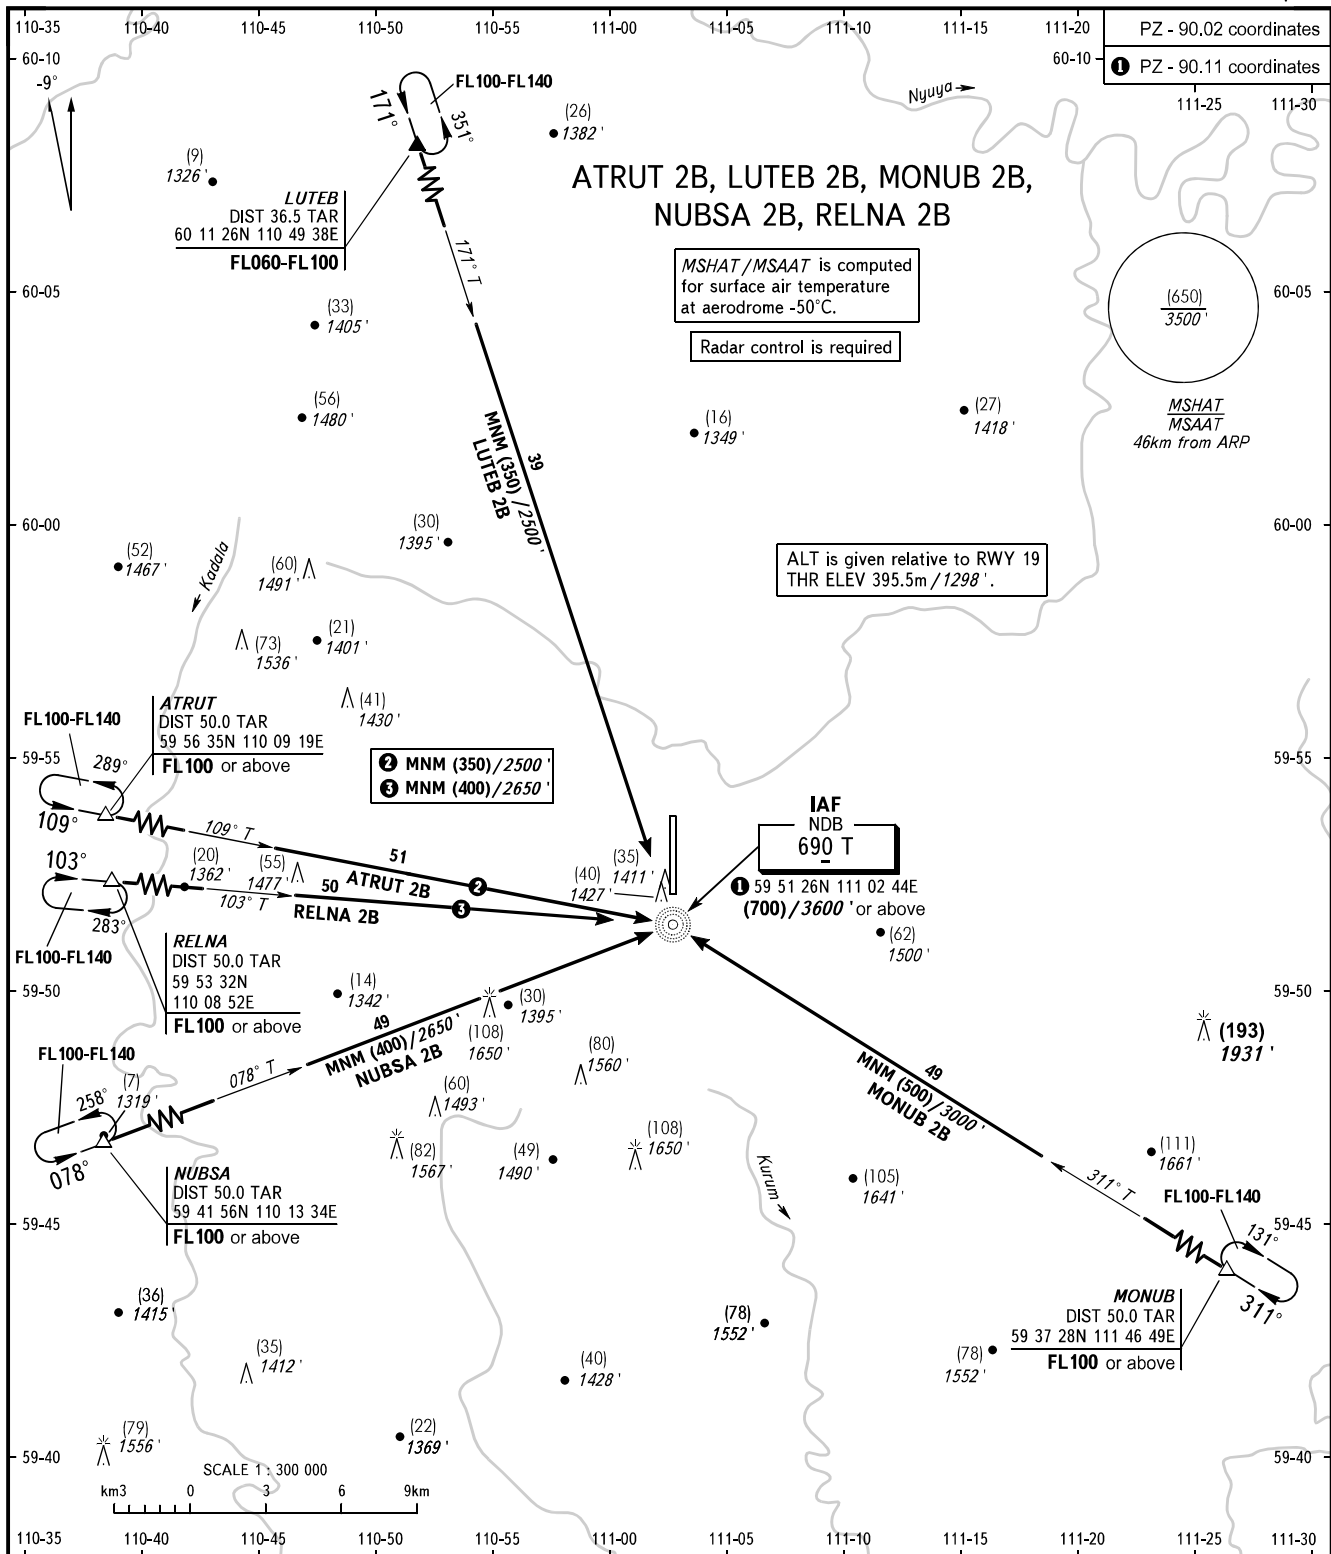 110-35 110-40 110-45 110-50 110-55 111-00 111-05 111-10 111-15 111-20
PZ - 90.02 coordinates
❶ PZ - 90.11 coordinates
60-10 60-10
111-25 111-30
-9°
FL100-FL140
171° 351°
Nyuya
(26)
1382 '
(9)
1326 '
ATRUT 2B, LUTEB 2B, MONUB 2B,
NUBSA 2B, RELNA 2B
LUTEB
DIST 36.5 TAR
60 11 26N 110 49 38E
FL060-FL100
171° T
MSHAT/MSAAT is computed
for surface air temperature
at aerodrome -50°C.
Radar control is required
60-05 60-05
(650)
3500 '
MSHAT
MSAAT
46km from ARP
(33)
1405 '
(56)
1480 '
(16)
1349 '
(27)
1418 '
39
MNM (350)/2500 '
LUTEB 2B
60-00 60-00
(30)
1395 '
(52)
1467 '
Kadala
(60)
1491 '
ALT is given relative to RWY 19
THR ELEV 395.5m/1298 '.
(73)
1536 '
(21)
1401 '
(41)
1430 '
FL100-FL140
ATRUT
DIST 50.0 TAR
59 56 35N 110 09 19E
FL100 or above
59-55 59-55
❷ MNM (350)/2500 '
❸ MNM (400)/2650 '
289°
109°
109° T
51
ATRUT 2B
❷
IAF
NDB
690 T
–
❶ 59 51 26N 111 02 44E
(700)/3600 ' or above
103°
283°
(20)
1362 '
(55)
1477 '
103° T
50
RELNA 2B
❸
(35)
1411 '
(40)
1427 '
(62)
1500 '
FL100-FL140
RELNA
DIST 50.0 TAR
59 53 32N
110 08 52E
FL100 or above
59-50 59-50
(14)
1342 '
(30)
1395 '
(108)
1650 '
49
MNM (400)/2650 '
NUBSA 2B
(193)
1931 '
FL100-FL140
258°
078°
(7)
1319 '
078° T
(80)
1560 '
(60)
1493 '
(82)
1567 '
(49)
1490 '
(108)
1650 '
49
MNM (500)/3000 '
MONUB 2B
Kurum
(105)
1641 '
(111)
1661 '
311° T
FL100-FL140
131°
311°
NUBSA
DIST 50.0 TAR
59 41 56N 110 13 34E
FL100 or above
59-45 59-45
MONUB
DIST 50.0 TAR
59 37 28N 111 46 49E
FL100 or above
(36)
1415 '
(35)
1412 '
(78)
1552 '
(78)
1552 '
(40)
1428 '
(79)
1556 '
(22)
1369 '
59-40 59-40
SCALE 1 : 300 000
km3 0 3 6 9km
110-35 110-40 110-45 110-50 110-55 111-00 111-05 111-10 111-15 111-20 111-25 111-30